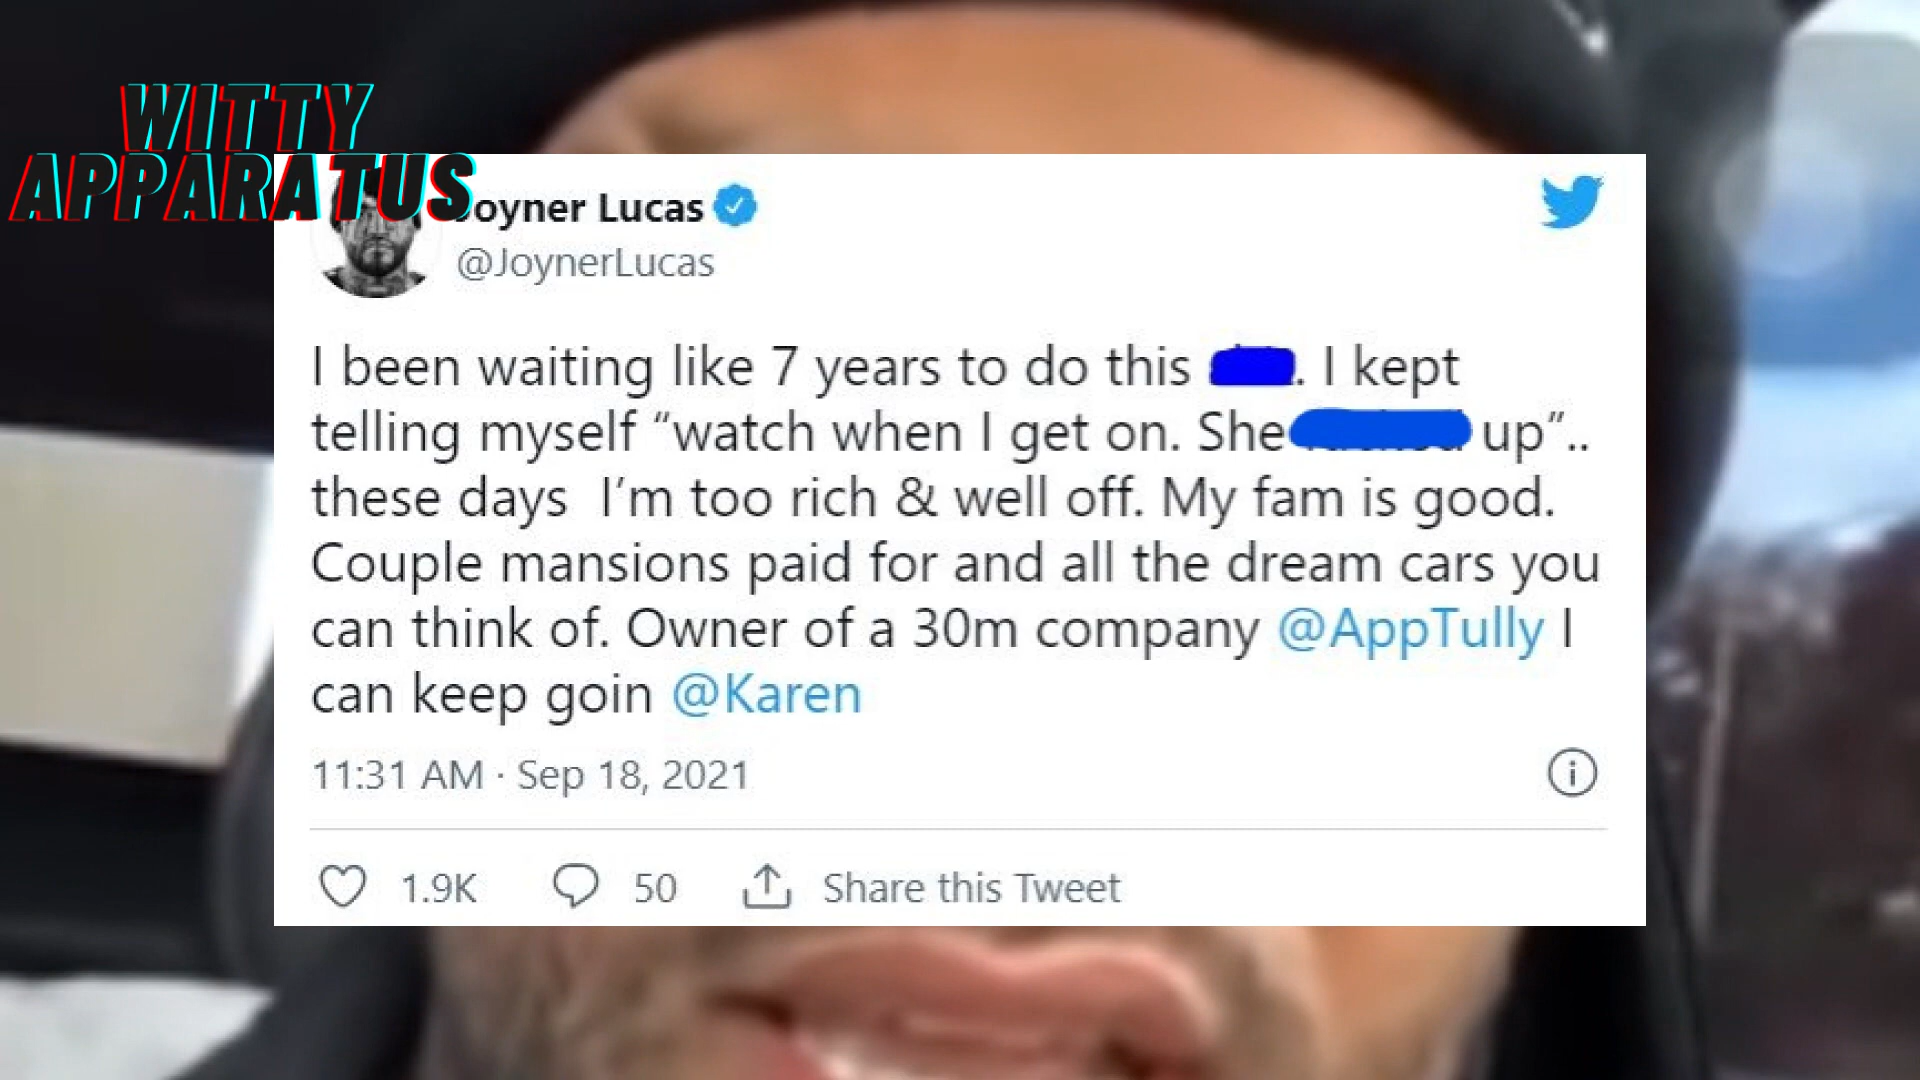 WITTY
APPARATUS
Joyner Lucas
@JoynerLucas
I been waiting like 7 years to do this . I kept
telling myself “watch when I get on. She up”..
these days I’m too rich & well off. My fam is good.
Couple mansions paid for and all the dream cars you
can think of. Owner of a 30m company @AppTully I
can keep goin @Karen
11:31 AM · Sep 18, 2021
1.9K 50 Share this Tweet